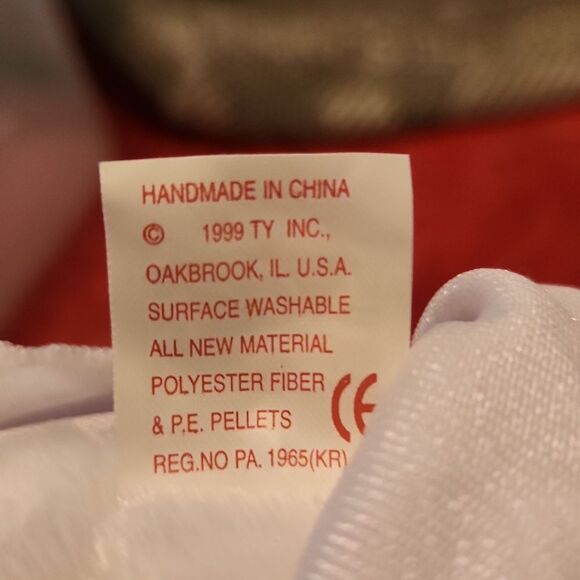 HANDMADE IN CHINA
© 1999 TY INC.,
OAKBROOK, IL. U.S.A.
SURFACE WASHABLE
ALL NEW MATERIAL
POLYESTER FIBER
& P.E. PELLETS CE
REG.NO PA. 1965(KR)